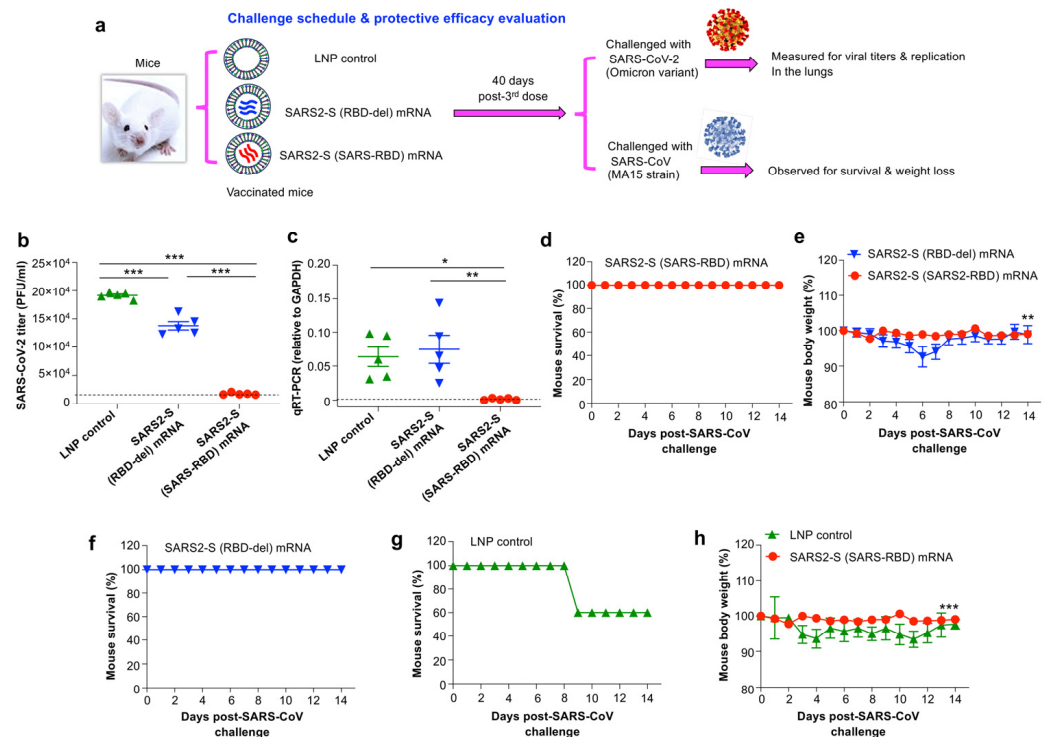 Challenge schedule & protective efficacy evaluation
a
Mice
LNP control
SARS2-S (RBD-del) mRNA
SARS2-S (SARS-RBD) mRNA
Vaccinated mice
40 days
post-3rd dose
Challenged with
SARS-CoV-2
(Omicron variant)
Measured for viral titers & replication
In the lungs
Challenged with
SARS-CoV
(MA15 strain)
Observed for survival & weight loss
b
***
***
***
25×10⁴
20×10⁴
15×10⁴
10×10⁴
5×10⁴
0
SARS-CoV-2 titer (PFU/ml)
LNP control
SARS2-S
(RBD-del) mRNA
SARS2-S
(SARS-RBD) mRNA
c
*
**
0.20
0.15
0.10
0.05
0
qRT-PCR (relative to GAPDH)
LNP control
SARS2-S
(RBD-del) mRNA
SARS2-S
(SARS-RBD) mRNA
d
SARS2-S (SARS-RBD) mRNA
120
100
80
60
40
20
0
Mouse survival (%)
0 2 4 6 8 10 12 14
Days post-SARS-CoV
challenge
e
SARS2-S (RBD-del) mRNA
SARS2-S (SARS2-RBD) mRNA
120
110
100
90
80
Mouse body weight (%)
**
0 2 4 6 8 10 12 14
Days post-SARS-CoV
challenge
f
SARS2-S (RBD-del) mRNA
120
100
80
60
40
20
0
Mouse survival (%)
0 2 4 6 8 10 12 14
Days post-SARS-CoV
challenge
g
LNP control
120
100
80
60
40
20
0
Mouse survival (%)
0 2 4 6 8 10 12 14
Days post-SARS-CoV
challenge
h
LNP control
SARS2-S (SARS-RBD) mRNA
120
110
100
90
80
Mouse body weight (%)
***
0 2 4 6 8 10 12 14
Days post-SARS-CoV
challenge